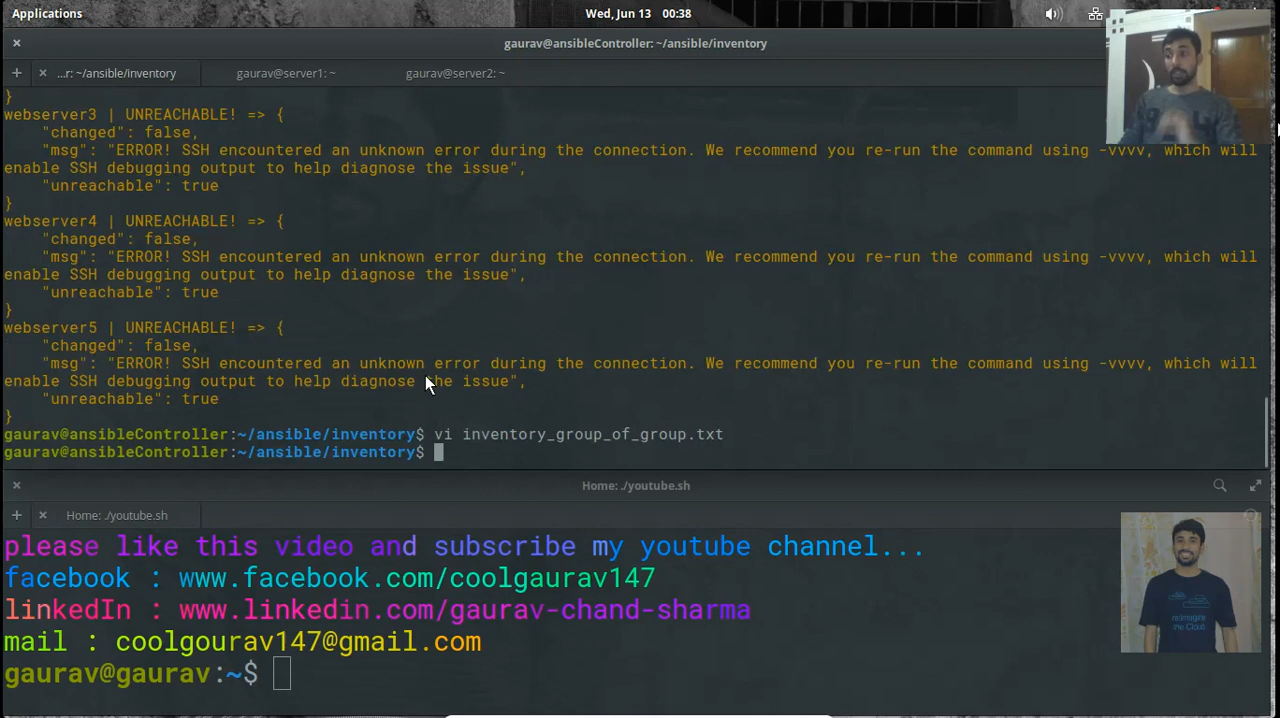 Applications
Wed, Jun 13 00:38
gaurav@ansibleController: ~/ansible/inventory
...r: ~/ansible/inventory
gaurav@server1: ~
gaurav@server2: ~
}
webserver3 | UNREACHABLE! => {
"changed": false,
"msg": "ERROR! SSH encountered an unknown error during the connection. We recommend you re-run the command using -vvvv, which will
enable SSH debugging output to help diagnose the issue",
"unreachable": true
}
webserver4 | UNREACHABLE! => {
"changed": false,
"msg": "ERROR! SSH encountered an unknown error during the connection. We recommend you re-run the command using -vvvv, which will
enable SSH debugging output to help diagnose the issue",
"unreachable": true
}
webserver5 | UNREACHABLE! => {
"changed": false,
"msg": "ERROR! SSH encountered an unknown error during the connection. We recommend you re-run the command using -vvvv, which will
enable SSH debugging output to help diagnose the issue",
"unreachable": true
}
gaurav@ansibleController:~/ansible/inventory$ vi inventory_group_of_group.txt
gaurav@ansibleController:~/ansible/inventory$
Home: ./youtube.sh
Home: ./youtube.sh
please like this video and subscribe my youtube channel...
facebook : www.facebook.com/coolgaurav147
linkedIn : www.linkedin.com/gaurav-chand-sharma
mail : coolgourav147@gmail.com
gaurav@gaurav:~$
reimagine
the Cloud